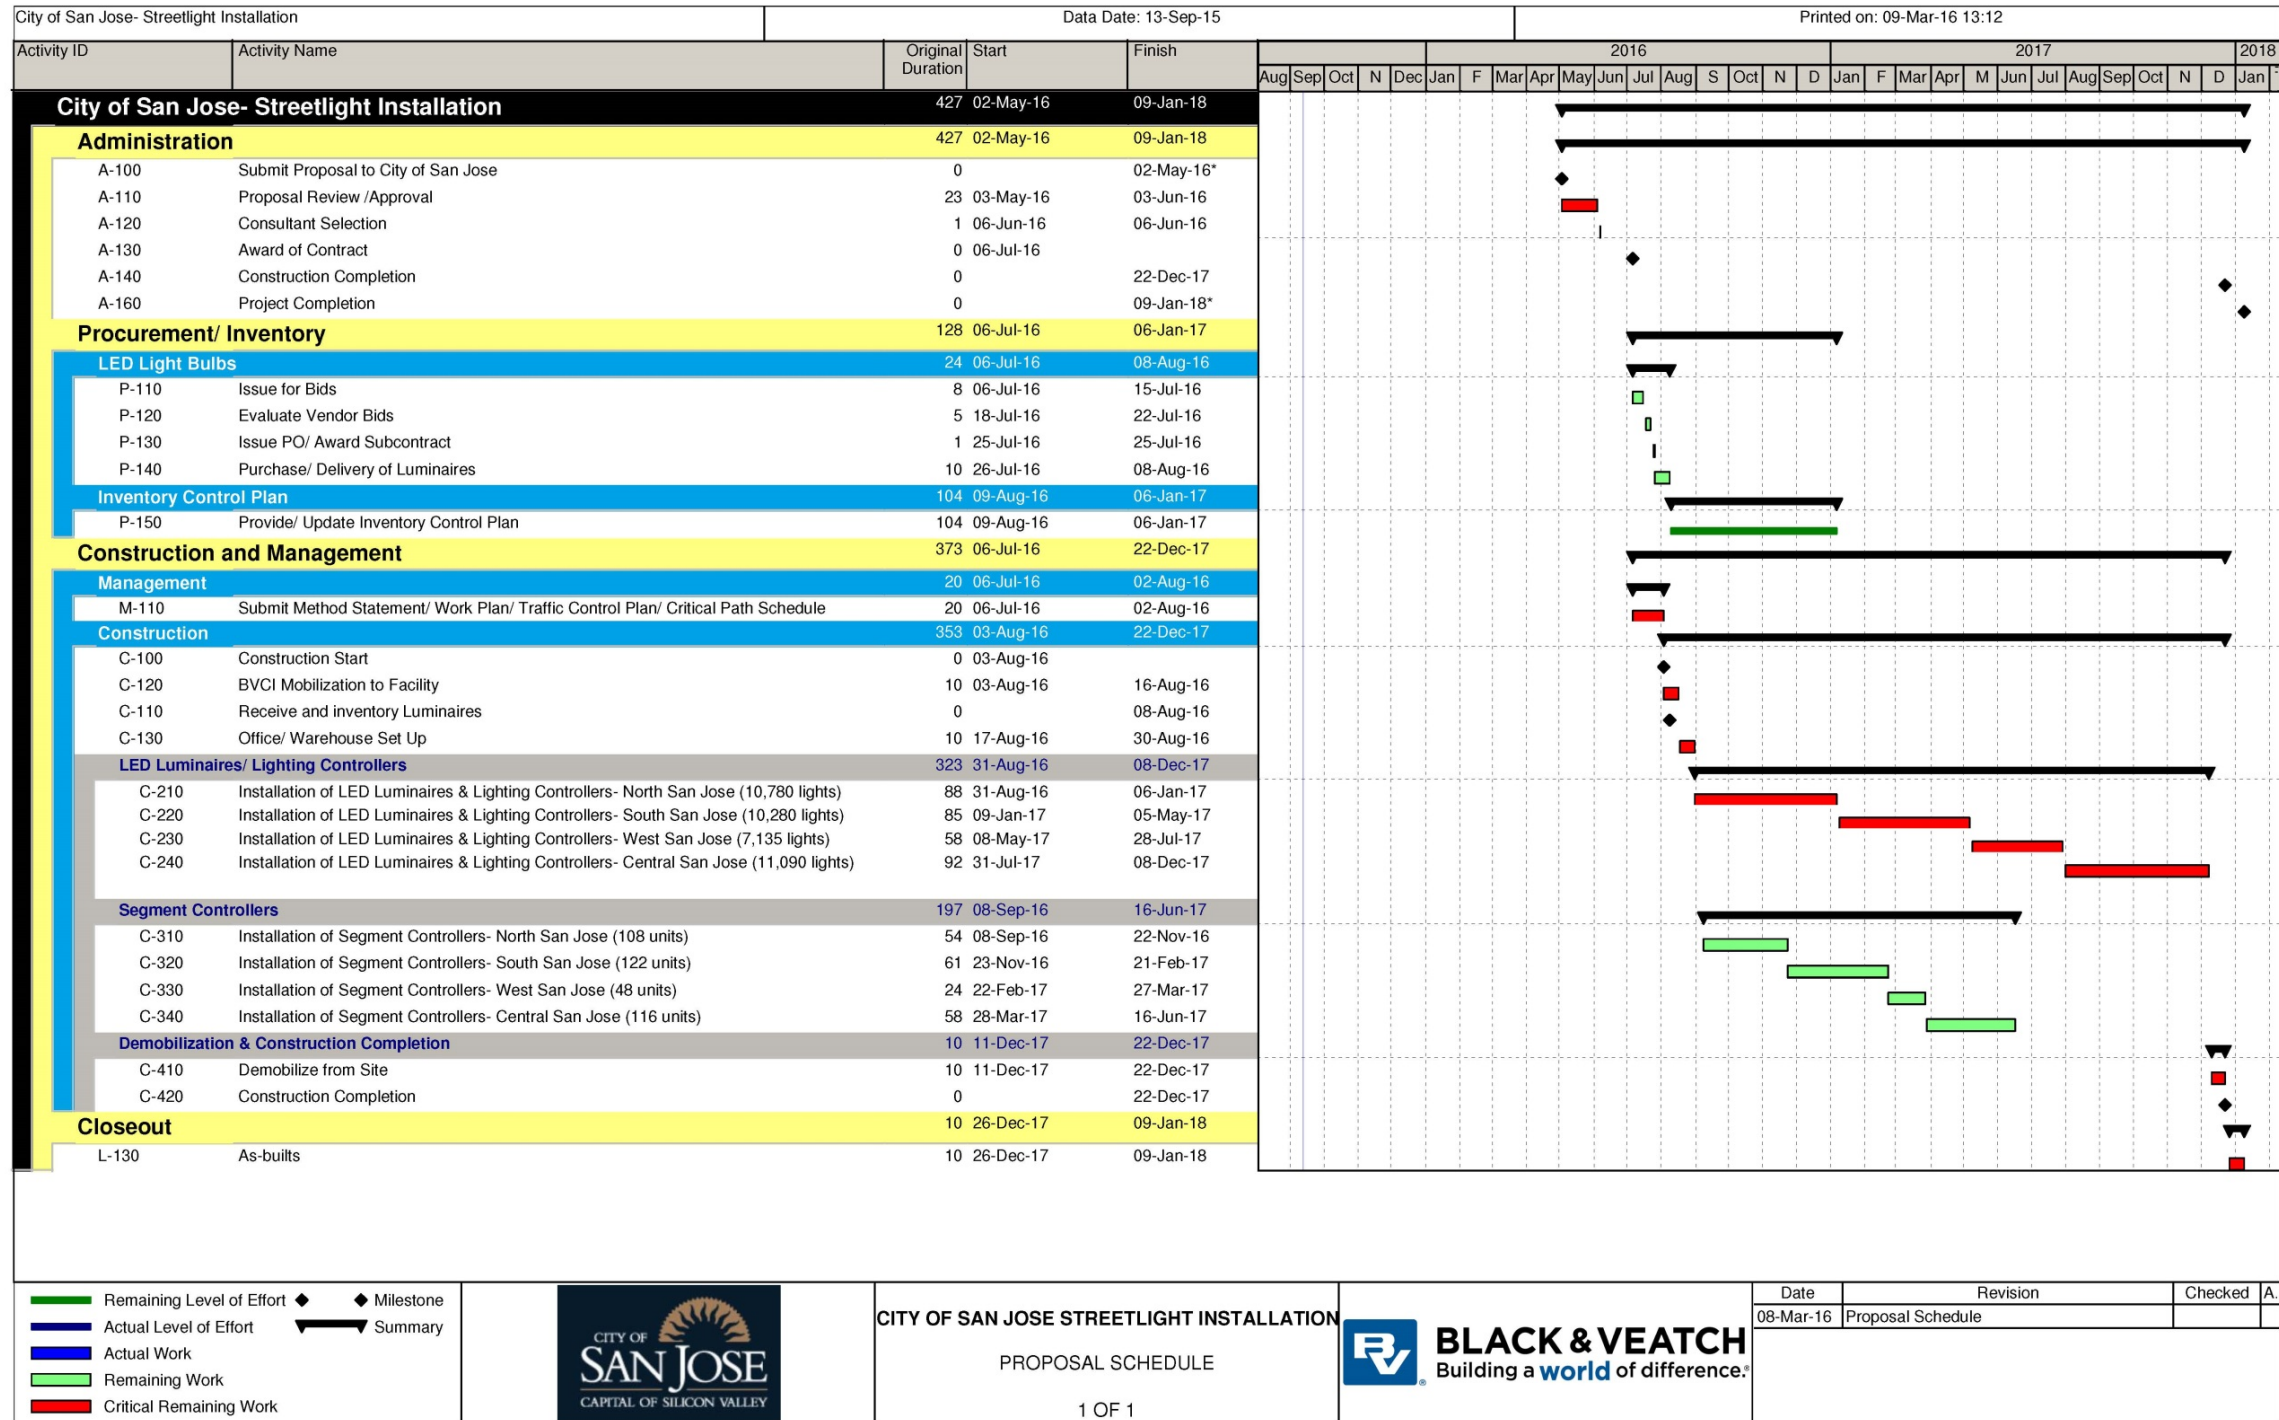 City of San Jose- Streetlight Installation Data Date: 13-Sep-15 Printed on: 09-Mar-16 13:12
Activity ID Activity Name Original Duration Start Finish 2016 2017 2018
Aug Sep Oct N Dec Jan F Mar Apr May Jun Jul Aug S Oct N D Jan F Mar Apr M Jun Jul Aug Sep Oct N D Jan
City of San Jose- Streetlight Installation 427 02-May-16 09-Jan-18
Administration 427 02-May-16 09-Jan-18
A-100 Submit Proposal to City of San Jose 0 02-May-16*
A-110 Proposal Review /Approval 23 03-May-16 03-Jun-16
A-120 Consultant Selection 1 06-Jun-16 06-Jun-16
A-130 Award of Contract 0 06-Jul-16
A-140 Construction Completion 0 22-Dec-17
A-160 Project Completion 0 09-Jan-18*
Procurement/ Inventory 128 06-Jul-16 06-Jan-17
LED Light Bulbs 24 06-Jul-16 08-Aug-16
P-110 Issue for Bids 8 06-Jul-16 15-Jul-16
P-120 Evaluate Vendor Bids 5 18-Jul-16 22-Jul-16
P-130 Issue PO/ Award Subcontract 1 25-Jul-16 25-Jul-16
P-140 Purchase/ Delivery of Luminaires 10 26-Jul-16 08-Aug-16
Inventory Control Plan 104 09-Aug-16 06-Jan-17
P-150 Provide/ Update Inventory Control Plan 104 09-Aug-16 06-Jan-17
Construction and Management 373 06-Jul-16 22-Dec-17
Management 20 06-Jul-16 02-Aug-16
M-110 Submit Method Statement/ Work Plan/ Traffic Control Plan/ Critical Path Schedule 20 06-Jul-16 02-Aug-16
Construction 353 03-Aug-16 22-Dec-17
C-100 Construction Start 0 03-Aug-16
C-120 BVCI Mobilization to Facility 10 03-Aug-16 16-Aug-16
C-110 Receive and inventory Luminaires 0 08-Aug-16
C-130 Office/ Warehouse Set Up 10 17-Aug-16 30-Aug-16
LED Luminaires/ Lighting Controllers 323 31-Aug-16 08-Dec-17
C-210 Installation of LED Luminaires & Lighting Controllers- North San Jose (10,780 lights) 88 31-Aug-16 06-Jan-17
C-220 Installation of LED Luminaires & Lighting Controllers- South San Jose (10,280 lights) 85 09-Jan-17 05-May-17
C-230 Installation of LED Luminaires & Lighting Controllers- West San Jose (7,135 lights) 58 08-May-17 28-Jul-17
C-240 Installation of LED Luminaires & Lighting Controllers- Central San Jose (11,090 lights) 92 31-Jul-17 08-Dec-17
Segment Controllers 197 08-Sep-16 16-Jun-17
C-310 Installation of Segment Controllers- North San Jose (108 units) 54 08-Sep-16 22-Nov-16
C-320 Installation of Segment Controllers- South San Jose (122 units) 61 23-Nov-16 21-Feb-17
C-330 Installation of Segment Controllers- West San Jose (48 units) 24 22-Feb-17 27-Mar-17
C-340 Installation of Segment Controllers- Central San Jose (116 units) 58 28-Mar-17 16-Jun-17
Demobilization & Construction Completion 10 11-Dec-17 22-Dec-17
C-410 Demobilize from Site 10 11-Dec-17 22-Dec-17
C-420 Construction Completion 0 22-Dec-17
Closeout 10 26-Dec-17 09-Jan-18
L-130 As-builts 10 26-Dec-17 09-Jan-18
Remaining Level of Effort Milestone
Actual Level of Effort Summary
Actual Work
Remaining Work
Critical Remaining Work
CITY OF
SAN JOSE
CAPITAL OF SILICON VALLEY
CITY OF SAN JOSE STREETLIGHT INSTALLATION
PROPOSAL SCHEDULE
1 OF 1
BV
BLACK & VEATCH
Building a world of difference.®
Date Revision Checked A.
08-Mar-16 Proposal Schedule